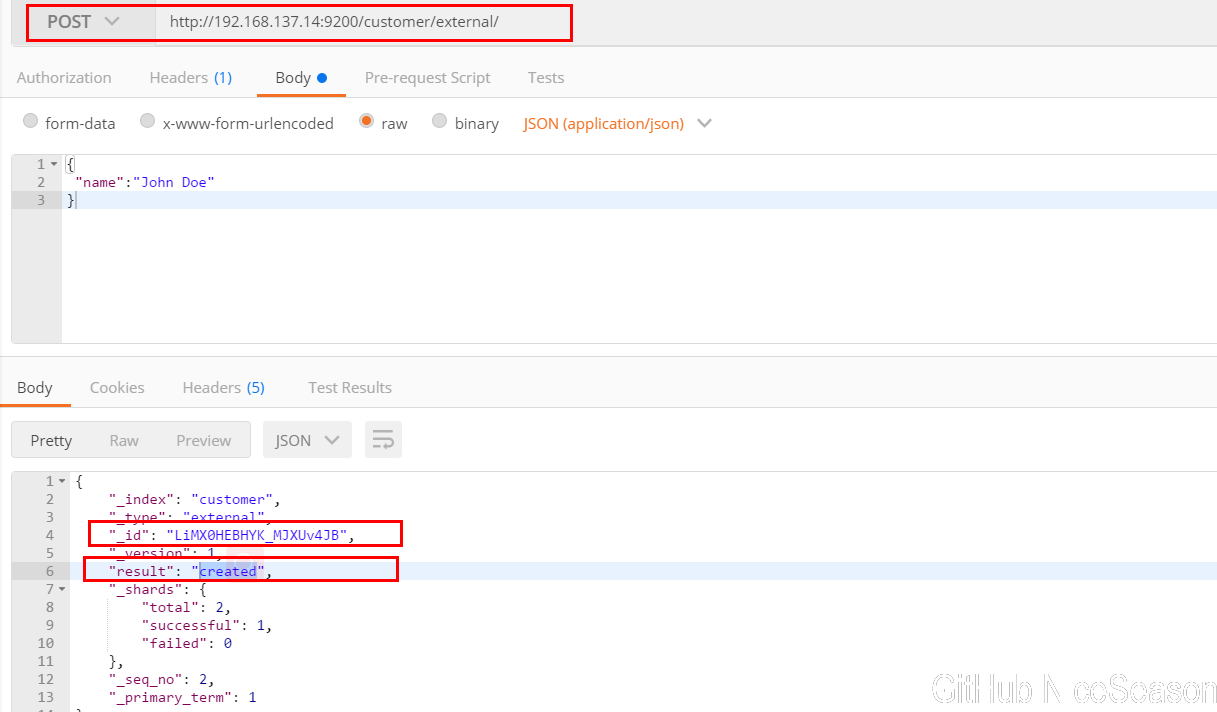 POST http://192.168.137.14:9200/customer/external/
Authorization Headers (1) Body Pre-request Script Tests
form-data x-www-form-urlencoded raw binary JSON (application/json)
1 {
2 "name":"John Doe"
3 }
Body Cookies Headers (5) Test Results
Pretty Raw Preview JSON
1 {
2 "_index": "customer",
3 "_type": "external",
4 "_id": "LiMX0HEBHYK_MJXUv4JB",
5 "_version": 1,
6 "result": "created",
7 "_shards": {
8 "total": 2,
9 "successful": 1,
10 "failed": 0
11 },
12 "_seq_no": 2,
13 "_primary_term": 1
GitHub NiceSeason